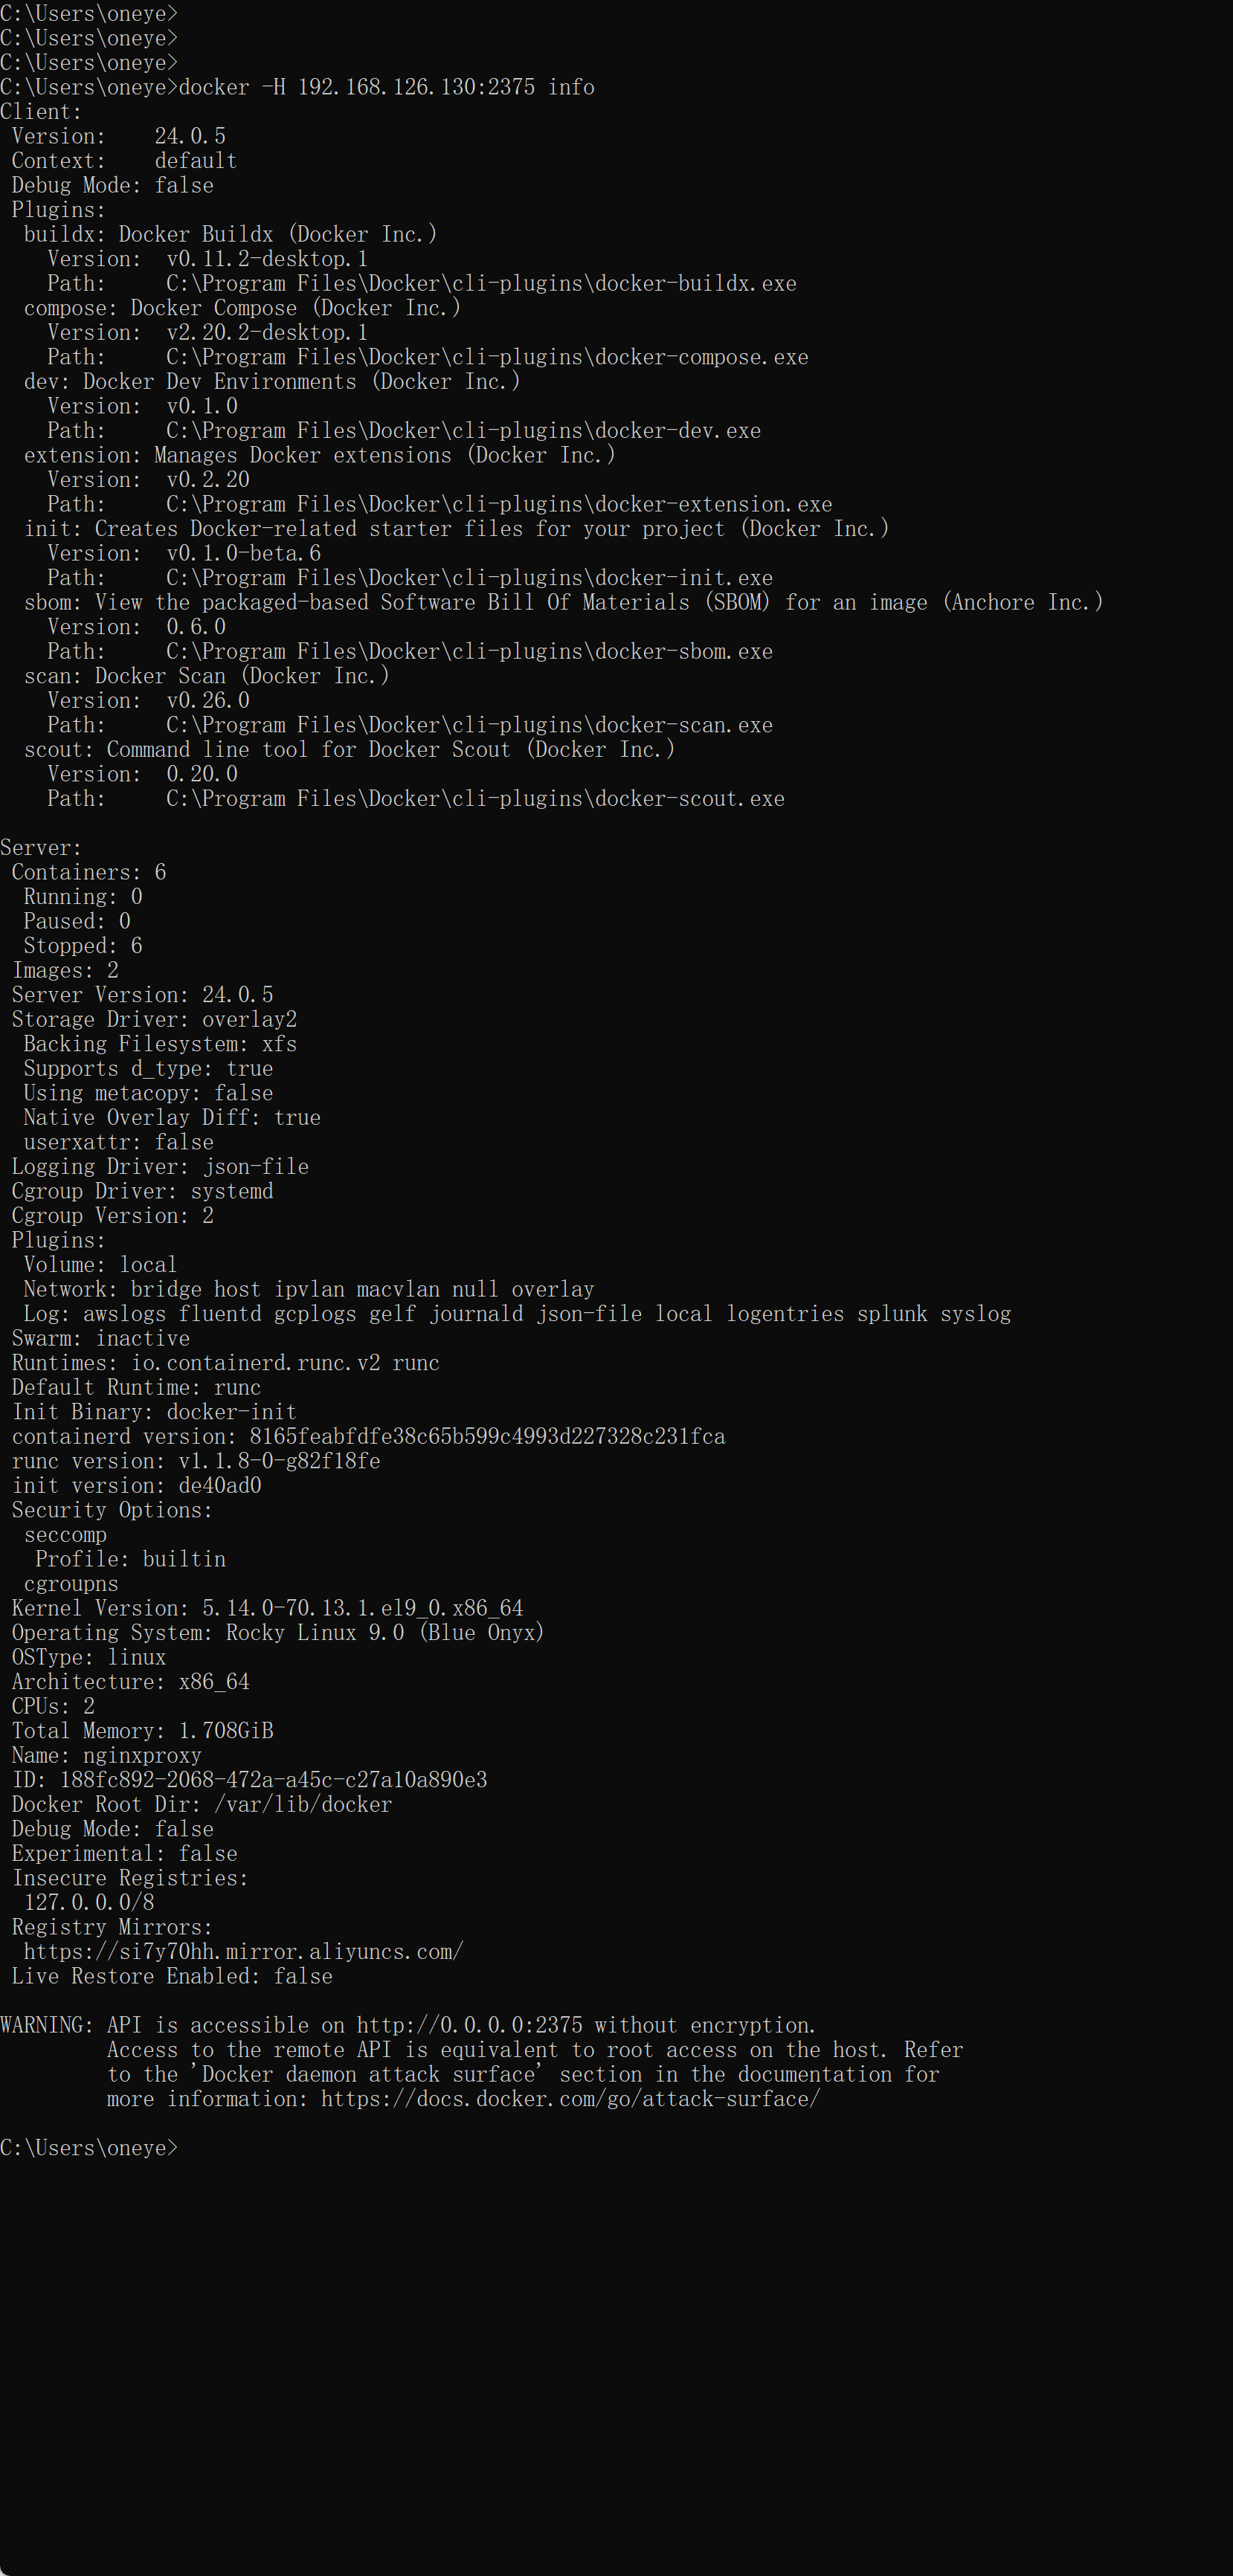 C:\Users\oneye>
C:\Users\oneye>
C:\Users\oneye>
C:\Users\oneye>docker -H 192.168.126.130:2375 info
Client:
 Version:    24.0.5
 Context:    default
 Debug Mode: false
 Plugins:
  buildx: Docker Buildx (Docker Inc.)
    Version:  v0.11.2-desktop.1
    Path:     C:\Program Files\Docker\cli-plugins\docker-buildx.exe
  compose: Docker Compose (Docker Inc.)
    Version:  v2.20.2-desktop.1
    Path:     C:\Program Files\Docker\cli-plugins\docker-compose.exe
  dev: Docker Dev Environments (Docker Inc.)
    Version:  v0.1.0
    Path:     C:\Program Files\Docker\cli-plugins\docker-dev.exe
  extension: Manages Docker extensions (Docker Inc.)
    Version:  v0.2.20
    Path:     C:\Program Files\Docker\cli-plugins\docker-extension.exe
  init: Creates Docker-related starter files for your project (Docker Inc.)
    Version:  v0.1.0-beta.6
    Path:     C:\Program Files\Docker\cli-plugins\docker-init.exe
  sbom: View the packaged-based Software Bill Of Materials (SBOM) for an image (Anchore Inc.)
    Version:  0.6.0
    Path:     C:\Program Files\Docker\cli-plugins\docker-sbom.exe
  scan: Docker Scan (Docker Inc.)
    Version:  v0.26.0
    Path:     C:\Program Files\Docker\cli-plugins\docker-scan.exe
  scout: Command line tool for Docker Scout (Docker Inc.)
    Version:  0.20.0
    Path:     C:\Program Files\Docker\cli-plugins\docker-scout.exe

Server:
 Containers: 6
  Running: 0
  Paused: 0
  Stopped: 6
 Images: 2
 Server Version: 24.0.5
 Storage Driver: overlay2
  Backing Filesystem: xfs
  Supports d_type: true
  Using metacopy: false
  Native Overlay Diff: true
  userxattr: false
 Logging Driver: json-file
 Cgroup Driver: systemd
 Cgroup Version: 2
 Plugins:
  Volume: local
  Network: bridge host ipvlan macvlan null overlay
  Log: awslogs fluentd gcplogs gelf journald json-file local logentries splunk syslog
 Swarm: inactive
 Runtimes: io.containerd.runc.v2 runc
 Default Runtime: runc
 Init Binary: docker-init
 containerd version: 8165feabfdfe38c65b599c4993d227328c231fca
 runc version: v1.1.8-0-g82f18fe
 init version: de40ad0
 Security Options:
  seccomp
   Profile: builtin
  cgroupns
 Kernel Version: 5.14.0-70.13.1.el9_0.x86_64
 Operating System: Rocky Linux 9.0 (Blue Onyx)
 OSType: linux
 Architecture: x86_64
 CPUs: 2
 Total Memory: 1.708GiB
 Name: nginxproxy
 ID: 188fc892-2068-472a-a45c-c27a10a890e3
 Docker Root Dir: /var/lib/docker
 Debug Mode: false
 Experimental: false
 Insecure Registries:
  127.0.0.0/8
 Registry Mirrors:
  https://si7y70hh.mirror.aliyuncs.com/
 Live Restore Enabled: false

WARNING: API is accessible on http://0.0.0.0:2375 without encryption.
         Access to the remote API is equivalent to root access on the host. Refer
         to the 'Docker daemon attack surface' section in the documentation for
         more information: https://docs.docker.com/go/attack-surface/

C:\Users\oneye>